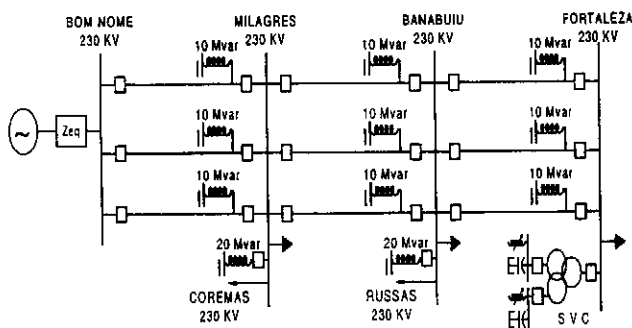 BOM NOME
230 KV
MILAGRES
230 KV
BANABUIU
230 KV
FORTALEZA
230 KV
10 Mvar
10 Mvar
10 Mvar
Zeq
10 Mvar
10 Mvar
10 Mvar
10 Mvar
10 Mvar
10 Mvar
20 Mvar
20 Mvar
COREMAS
230 KV
RUSSAS
230 KV
S V C